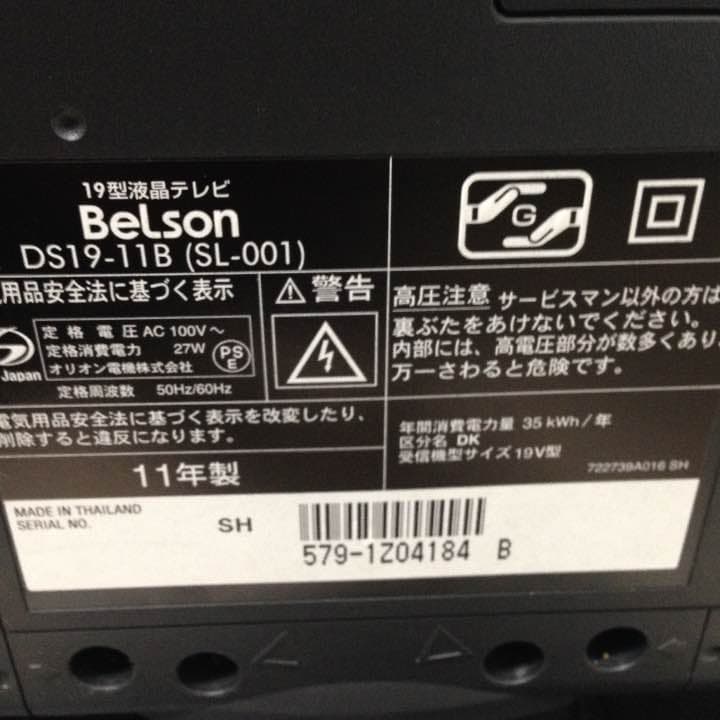 19型液晶テレビ
BeLson
DS19-11B (SL-001)
G
用品安全法に基づく表示
警告
Japan
定格電圧 AC 100V～
定格消費電力 27W
オリオン電機株式会社
PS
E
定格周波数 50Hz/60Hz
高圧注意 サービスマン以外の方は
裏ぶたをあけないでください。
内部には、高電圧部分が数多くあり、
万一さわると危険です。
電気用品安全法に基づく表示を改変したり、
削除すると違反になります。
11年製
年間消費電力量 35 kWh/年
区分名 DK
受信機型サイズ 19V型
722739A016 SH
MADE IN THAILAND
SERIAL NO.
SH
579-1Z04184 B